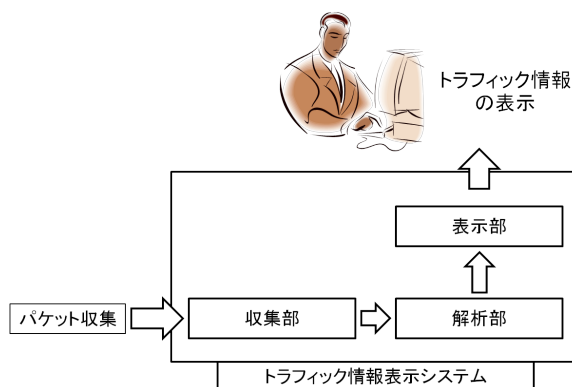 トラフィック情報
の表示
表示部
パケット収集
収集部
解析部
トラフィック情報表示システム